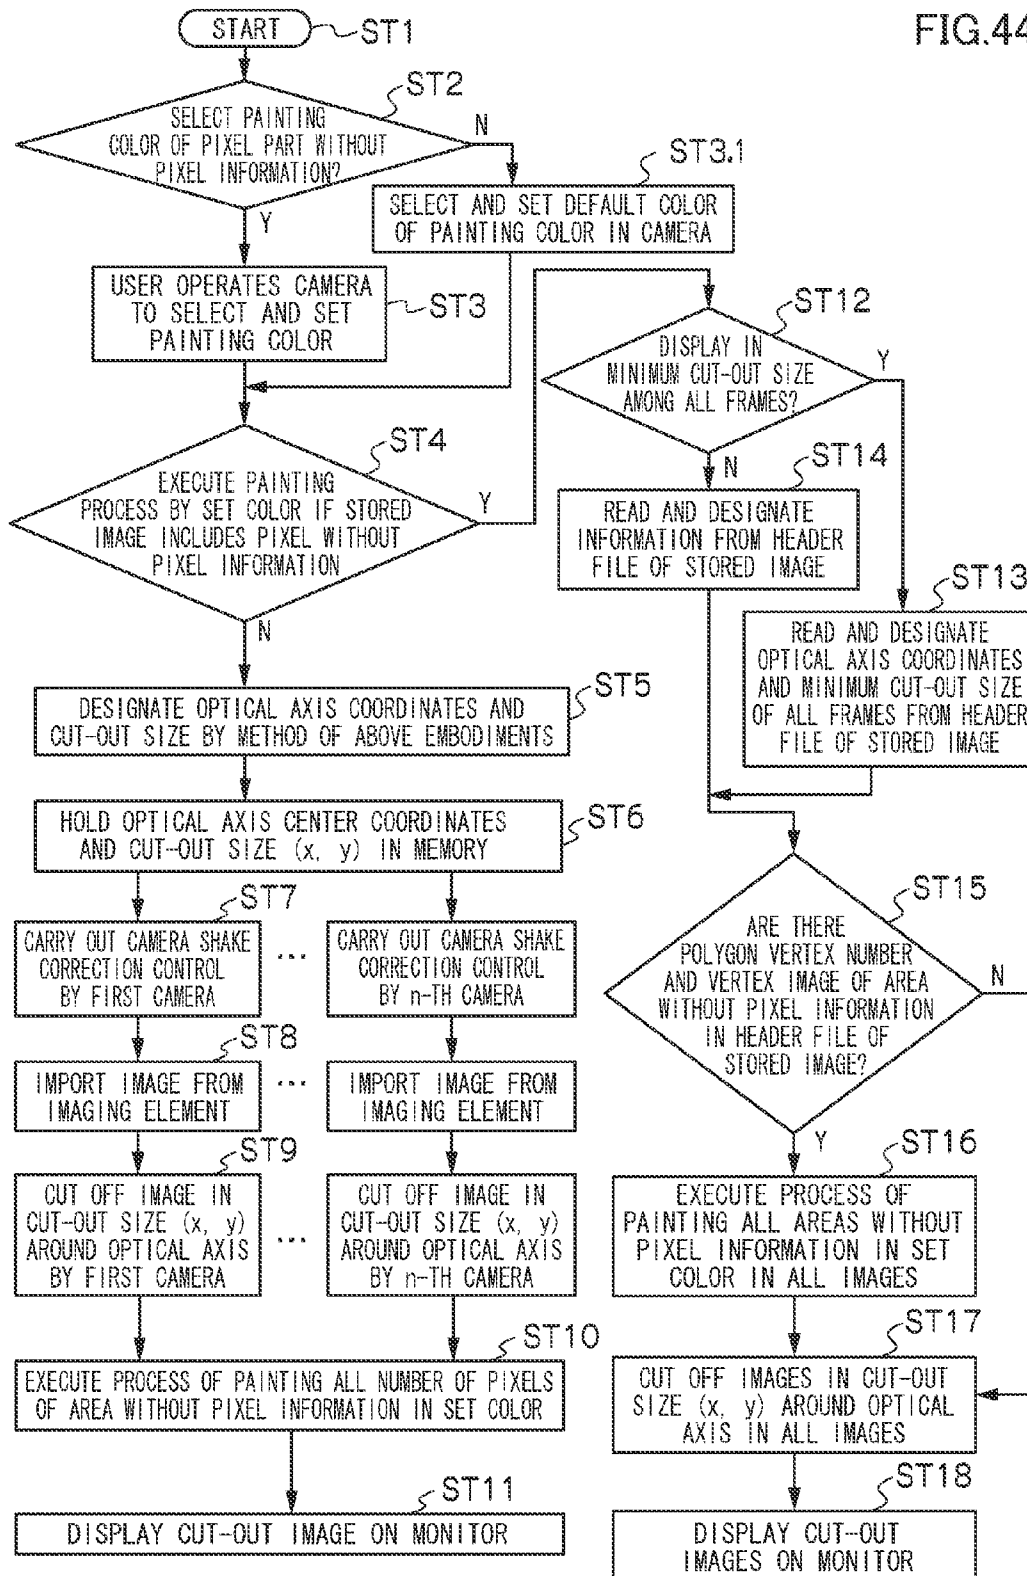 FIG.44
START
ST1
ST2
SELECT PAINTING
COLOR OF PIXEL PART WITHOUT
PIXEL INFORMATION?
N
Y
ST3.1
SELECT AND SET DEFAULT COLOR
OF PAINTING COLOR IN CAMERA
USER OPERATES CAMERA
TO SELECT AND SET
PAINTING COLOR
ST3
ST4
EXECUTE PAINTING
PROCESS BY SET COLOR IF STORED
IMAGE INCLUDES PIXEL WITHOUT
PIXEL INFORMATION
Y
N
ST5
DESIGNATE OPTICAL AXIS COORDINATES AND
CUT-OUT SIZE BY METHOD OF ABOVE EMBODIMENTS
HOLD OPTICAL AXIS CENTER COORDINATES
AND CUT-OUT SIZE (x, y) IN MEMORY
ST6
ST7
CARRY OUT CAMERA SHAKE
CORRECTION CONTROL
BY FIRST CAMERA
...
CARRY OUT CAMERA SHAKE
CORRECTION CONTROL
BY n-TH CAMERA
ST8
IMPORT IMAGE FROM
IMAGING ELEMENT
...
IMPORT IMAGE FROM
IMAGING ELEMENT
ST9
CUT OFF IMAGE IN
CUT-OUT SIZE (x, y)
AROUND OPTICAL AXIS
BY FIRST CAMERA
...
CUT OFF IMAGE IN
CUT-OUT SIZE (x, y)
AROUND OPTICAL AXIS
BY n-TH CAMERA
ST10
EXECUTE PROCESS OF PAINTING ALL NUMBER OF PIXELS
OF AREA WITHOUT PIXEL INFORMATION IN SET COLOR
ST11
DISPLAY CUT-OUT IMAGE ON MONITOR
ST12
DISPLAY IN
MINIMUM CUT-OUT SIZE
AMONG ALL FRAMES?
Y
N
ST14
READ AND DESIGNATE
INFORMATION FROM HEADER
FILE OF STORED IMAGE
ST13
READ AND DESIGNATE
OPTICAL AXIS COORDINATES
AND MINIMUM CUT-OUT SIZE
OF ALL FRAMES FROM HEADER
FILE OF STORED IMAGE
ST15
ARE THERE
POLYGON VERTEX NUMBER
AND VERTEX IMAGE OF AREA
WITHOUT PIXEL INFORMATION
IN HEADER FILE OF
STORED IMAGE?
N
Y
ST16
EXECUTE PROCESS OF
PAINTING ALL AREAS WITHOUT
PIXEL INFORMATION IN SET
COLOR IN ALL IMAGES
ST17
CUT OFF IMAGES IN CUT-OUT
SIZE (x, y) AROUND OPTICAL
AXIS IN ALL IMAGES
ST18
DISPLAY CUT-OUT
IMAGES ON MONITOR